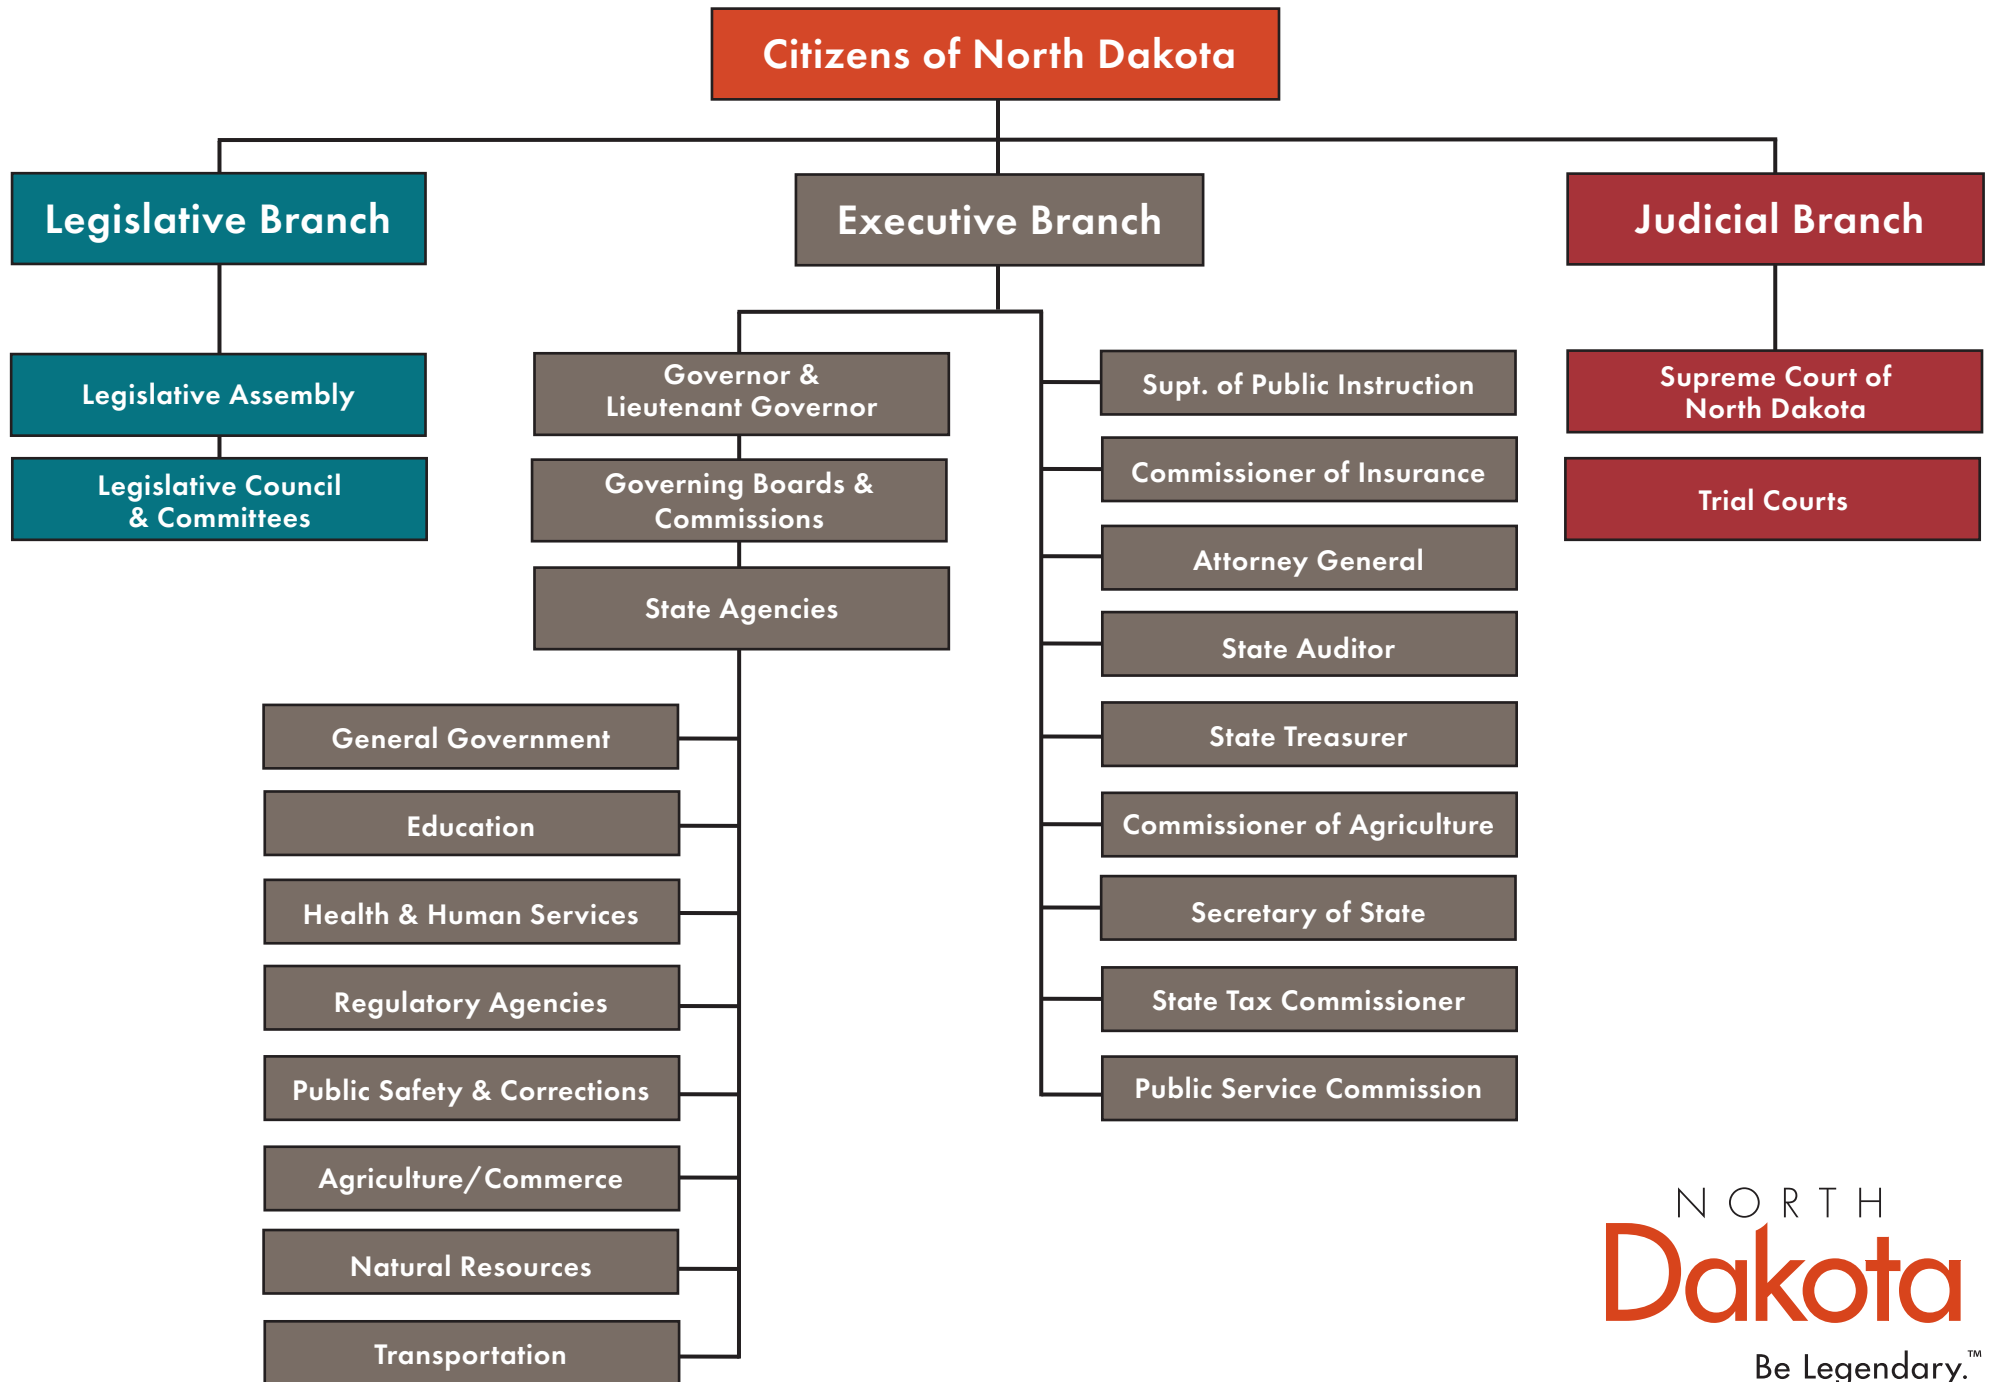 Citizens of North Dakota
Legislative Branch
Executive Branch
Judicial Branch
Legislative Assembly
Legislative Council
& Committees
Governor &
Lieutenant Governor
Governing Boards &
Commissions
State Agencies
General Government
Education
Health & Human Services
Regulatory Agencies
Public Safety & Corrections
Agriculture/Commerce
Natural Resources
Transportation
Supt. of Public Instruction
Commissioner of Insurance
Attorney General
State Auditor
State Treasurer
Commissioner of Agriculture
Secretary of State
State Tax Commissioner
Public Service Commission
Supreme Court of
North Dakota
Trial Courts
NORTH
Dakota
Be Legendary.™